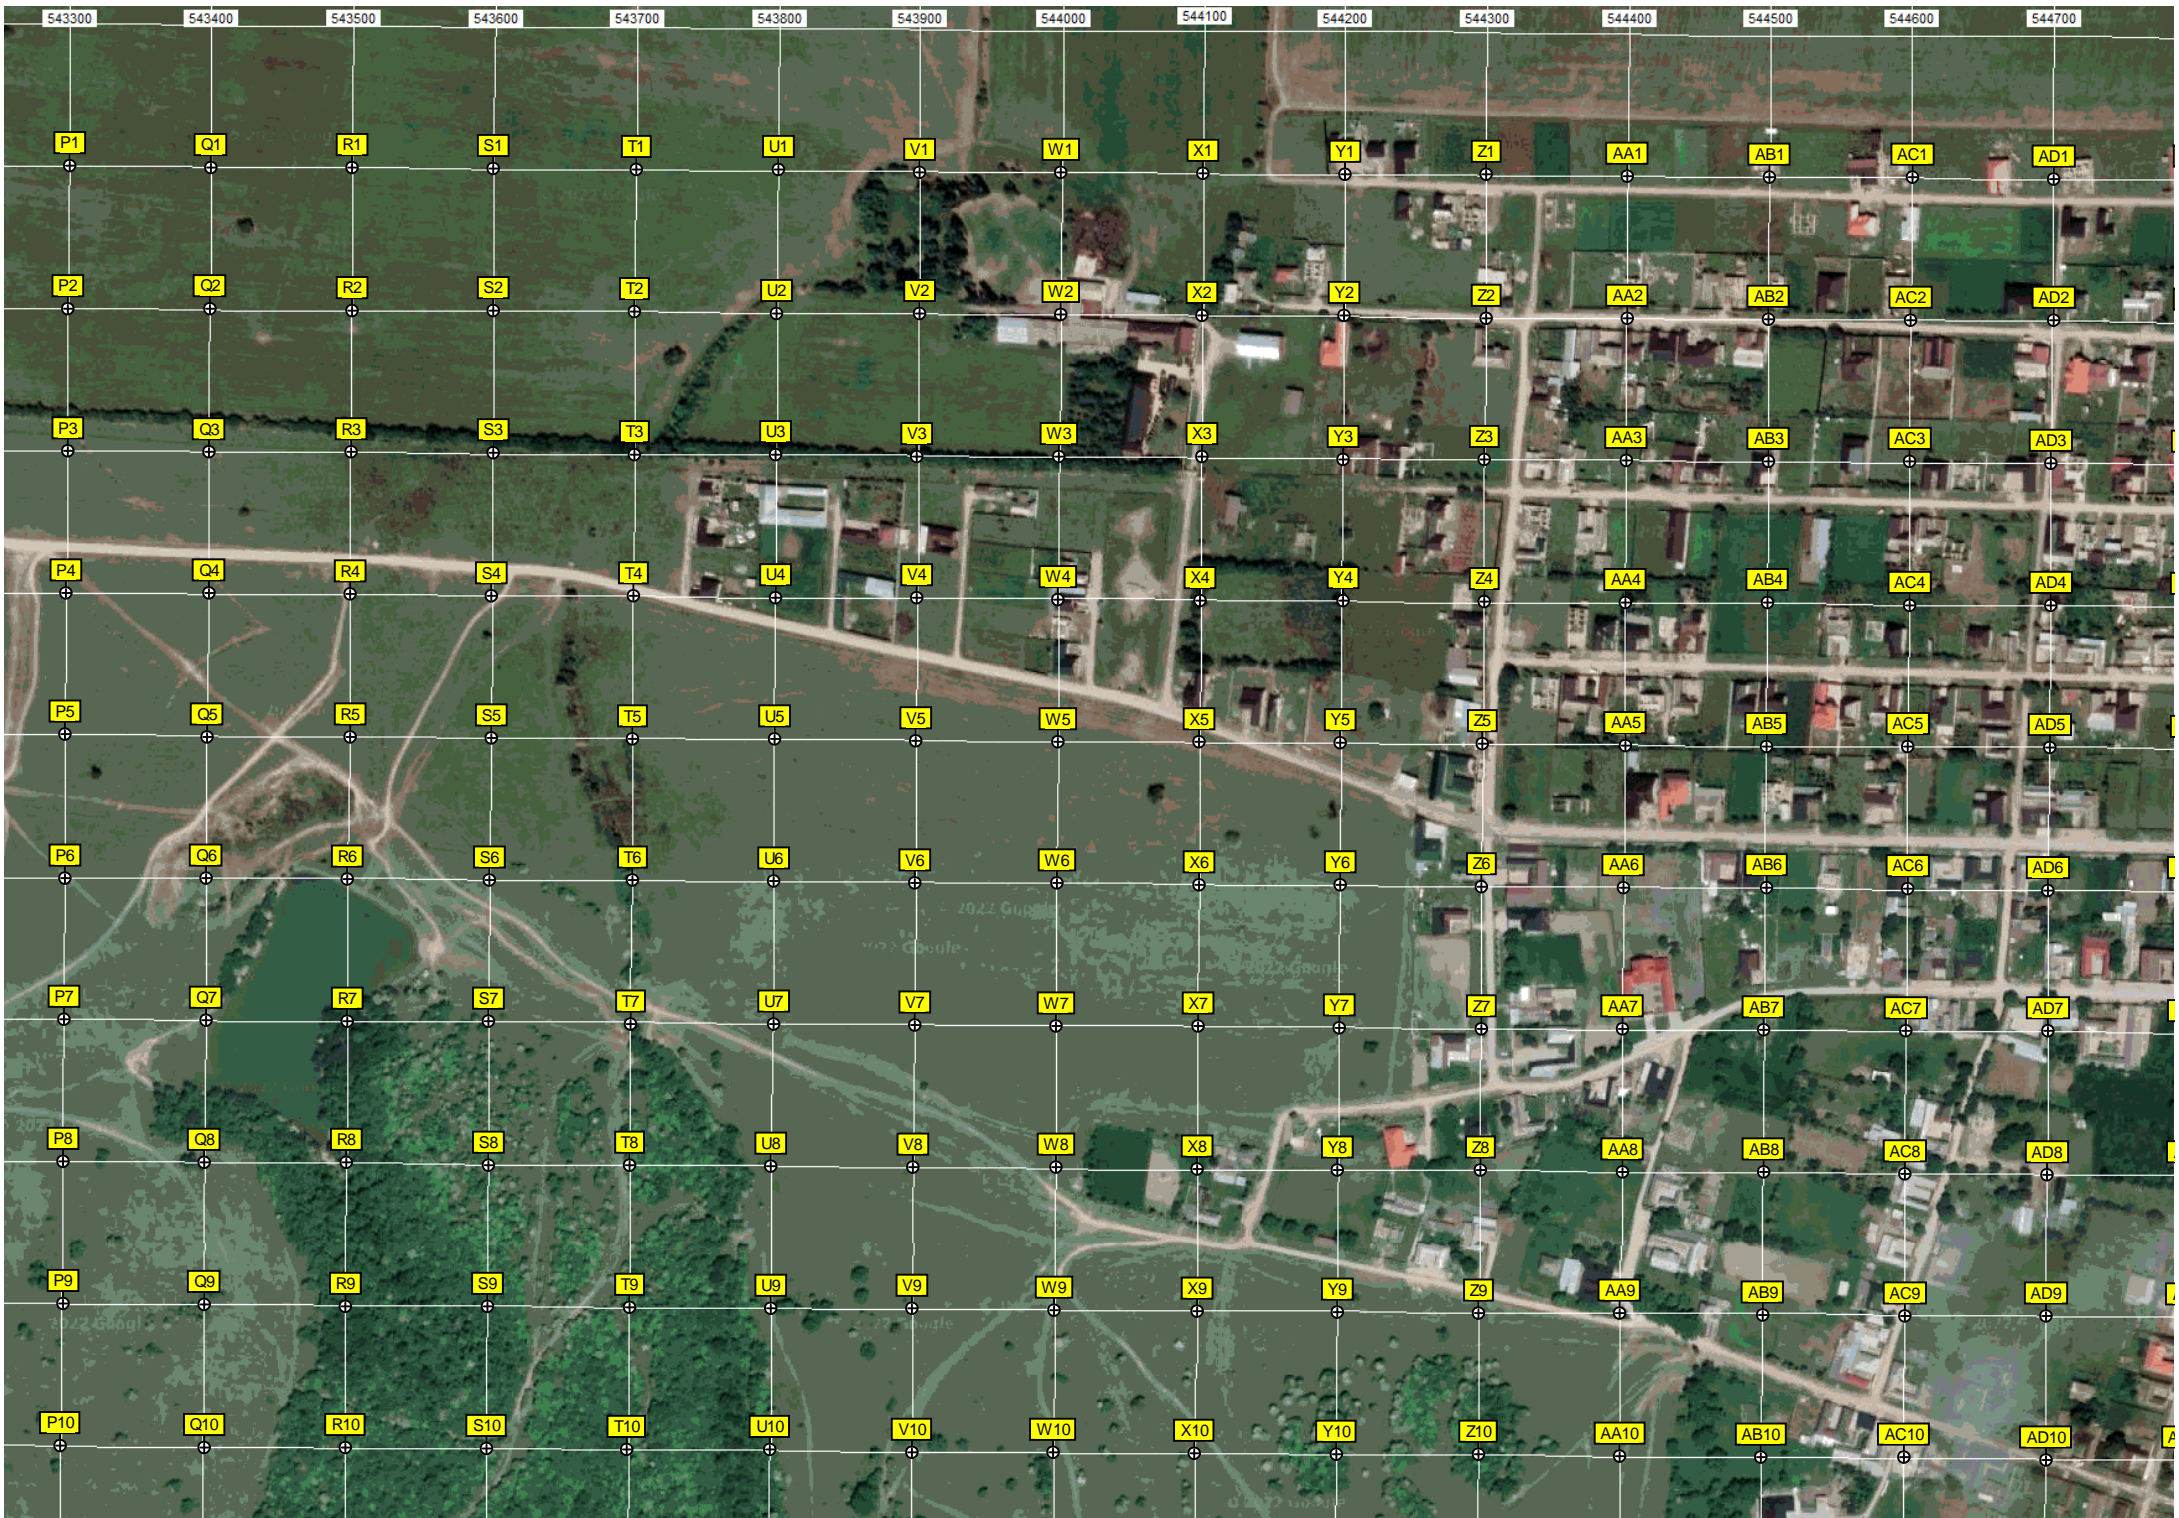 543300 543400 543500 543600 543700 543800 543900 544000 544100 544200 544300 544400 544500 544600 544700
P1 Q1 R1 S1 T1 U1 V1 W1 X1 Y1 Z1 AA1 AB1 AC1 AD1
P2 Q2 R2 S2 T2 U2 V2 W2 X2 Y2 Z2 AA2 AB2 AC2 AD2
P3 Q3 R3 S3 T3 U3 V3 W3 X3 Y3 Z3 AA3 AB3 AC3 AD3
P4 Q4 R4 S4 T4 U4 V4 W4 X4 Y4 Z4 AA4 AB4 AC4 AD4
P5 Q5 R5 S5 T5 U5 V5 W5 X5 Y5 Z5 AA5 AB5 AC5 AD5
P6 Q6 R6 S6 T6 U6 V6 W6 X6 Y6 Z6 AA6 AB6 AC6 AD6
2022 Google
2022 Google
2022 Google
P7 Q7 R7 S7 T7 U7 V7 W7 X7 Y7 Z7 AA7 AB7 AC7 AD7
P8 Q8 R8 S8 T8 U8 V8 W8 X8 Y8 Z8 AA8 AB8 AC8 AD8
P9 Q9 R9 S9 T9 U9 V9 W9 X9 Y9 Z9 AA9 AB9 AC9 AD9
P10 Q10 R10 S10 T10 U10 V10 W10 X10 Y10 Z10 AA10 AB10 AC10 AD10